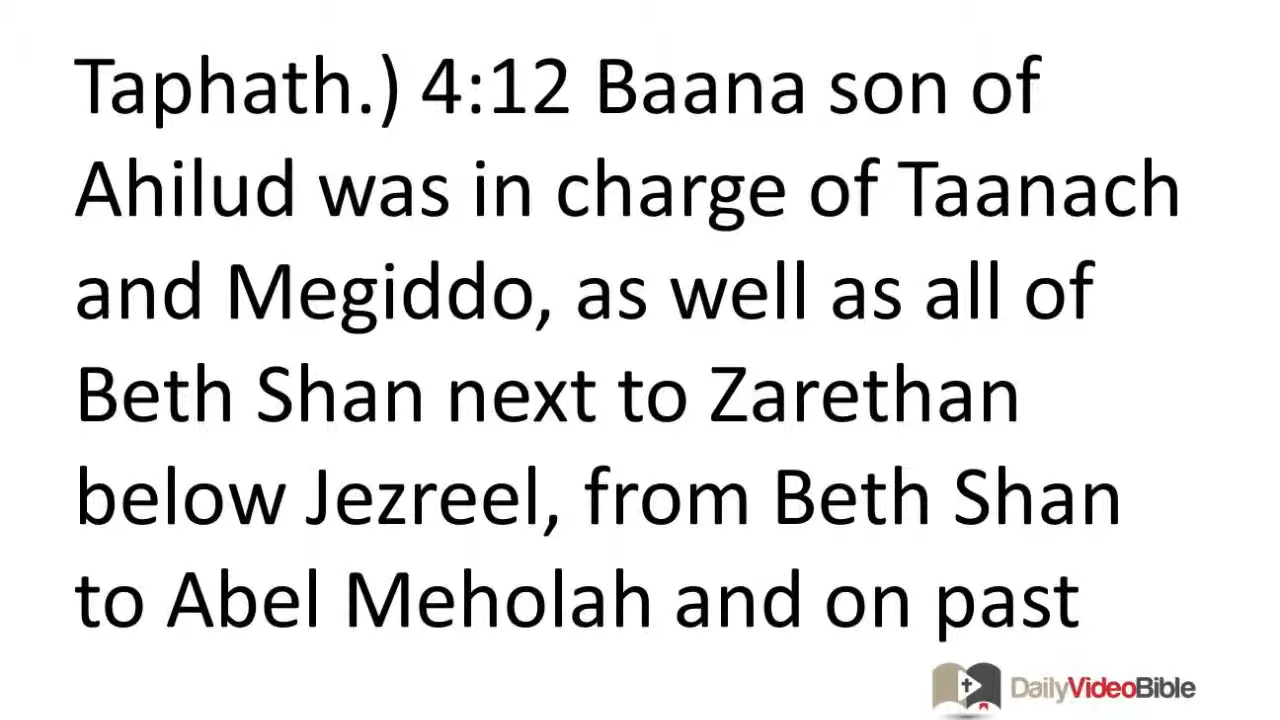 Taphath.) 4:12 Baana son of
Ahilud was in charge of Taanach
and Megiddo, as well as all of
Beth Shan next to Zarethan
below Jezreel, from Beth Shan
to Abel Meholah and on past
DailyVideoBible